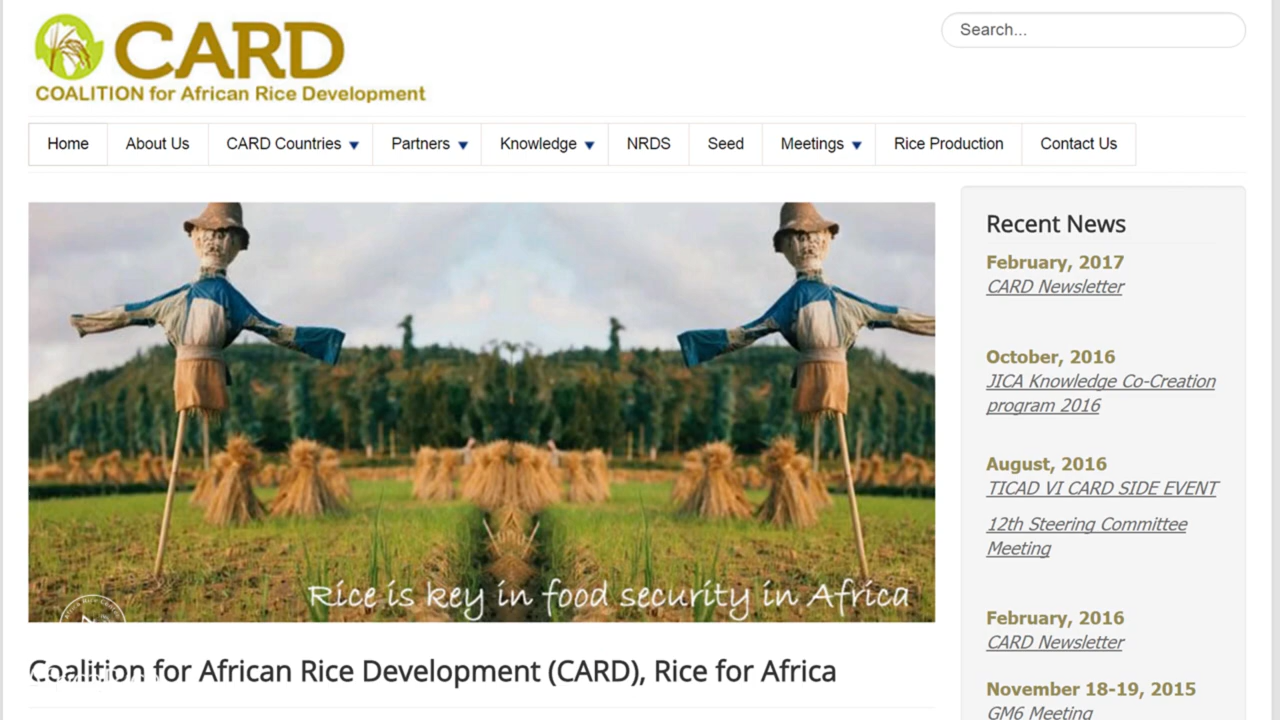 CARD
COALITION for African Rice Development
Search...
Home
About Us
CARD Countries
Partners
Knowledge
NRDS
Seed
Meetings
Rice Production
Contact Us
Rice is key in food security in Africa
Coalition for African Rice Development (CARD), Rice for Africa
Recent News
February, 2017
CARD Newsletter
October, 2016
JICA Knowledge Co-Creation
program 2016
August, 2016
TICAD VI CARD SIDE EVENT
12th Steering Committee
Meeting
February, 2016
CARD Newsletter
November 18-19, 2015
GM6 Meeting